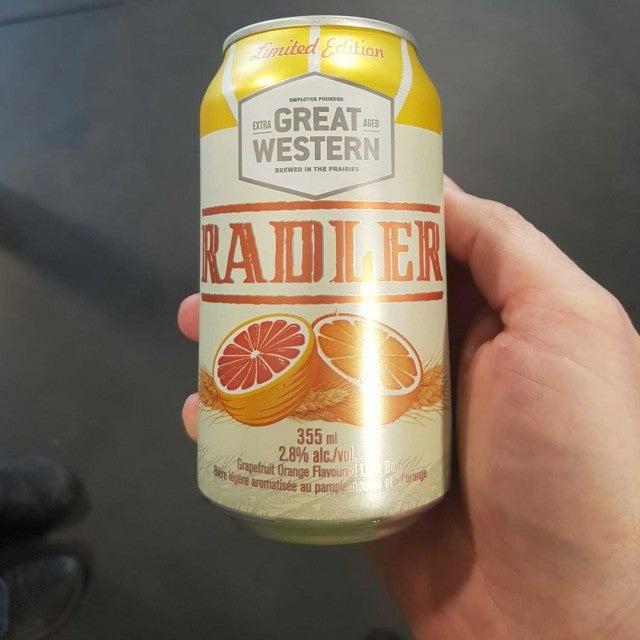 Limited Edition
EMPLOYEE FOUNDED
EXTRA GREAT AGED
WESTERN
BREWED IN THE PRAIRIES
RADLER
355 ml
2.8% alc./vol.
Grapefruit Orange Flavoured
Bière légère aromatisée au pamplemousse et à l'orange